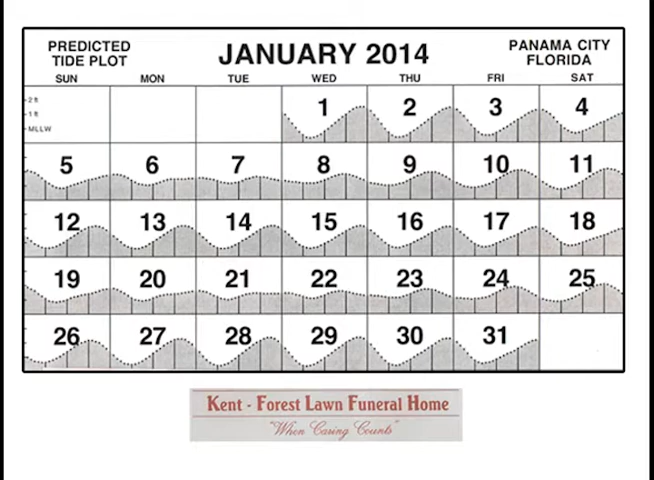 PREDICTED
TIDE PLOT
JANUARY 2014
PANAMA CITY
FLORIDA
SUN MON TUE WED THU FRI SAT
2 ft
1 ft
MLLW
1 2 3 4
5 6 7 8 9 10 11
12 13 14 15 16 17 18
19 20 21 22 23 24 25
26 27 28 29 30 31
Kent - Forest Lawn Funeral Home
"When Caring Counts"